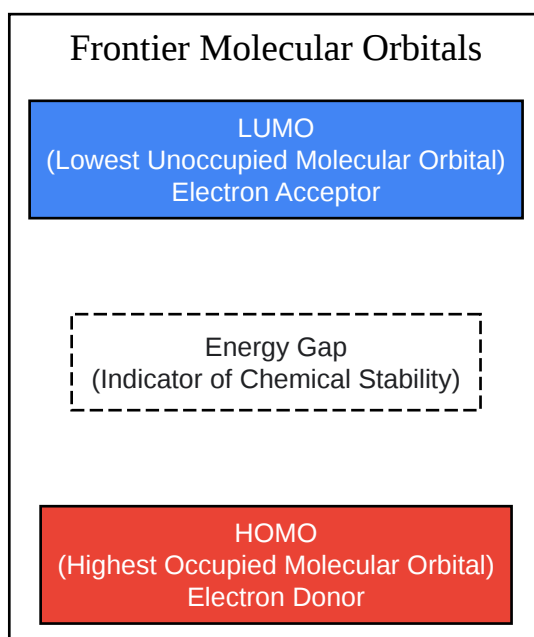 Frontier Molecular Orbitals
LUMO
(Lowest Unoccupied Molecular Orbital)
Electron Acceptor
Energy Gap
(Indicator of Chemical Stability)
HOMO
(Highest Occupied Molecular Orbital)
Electron Donor